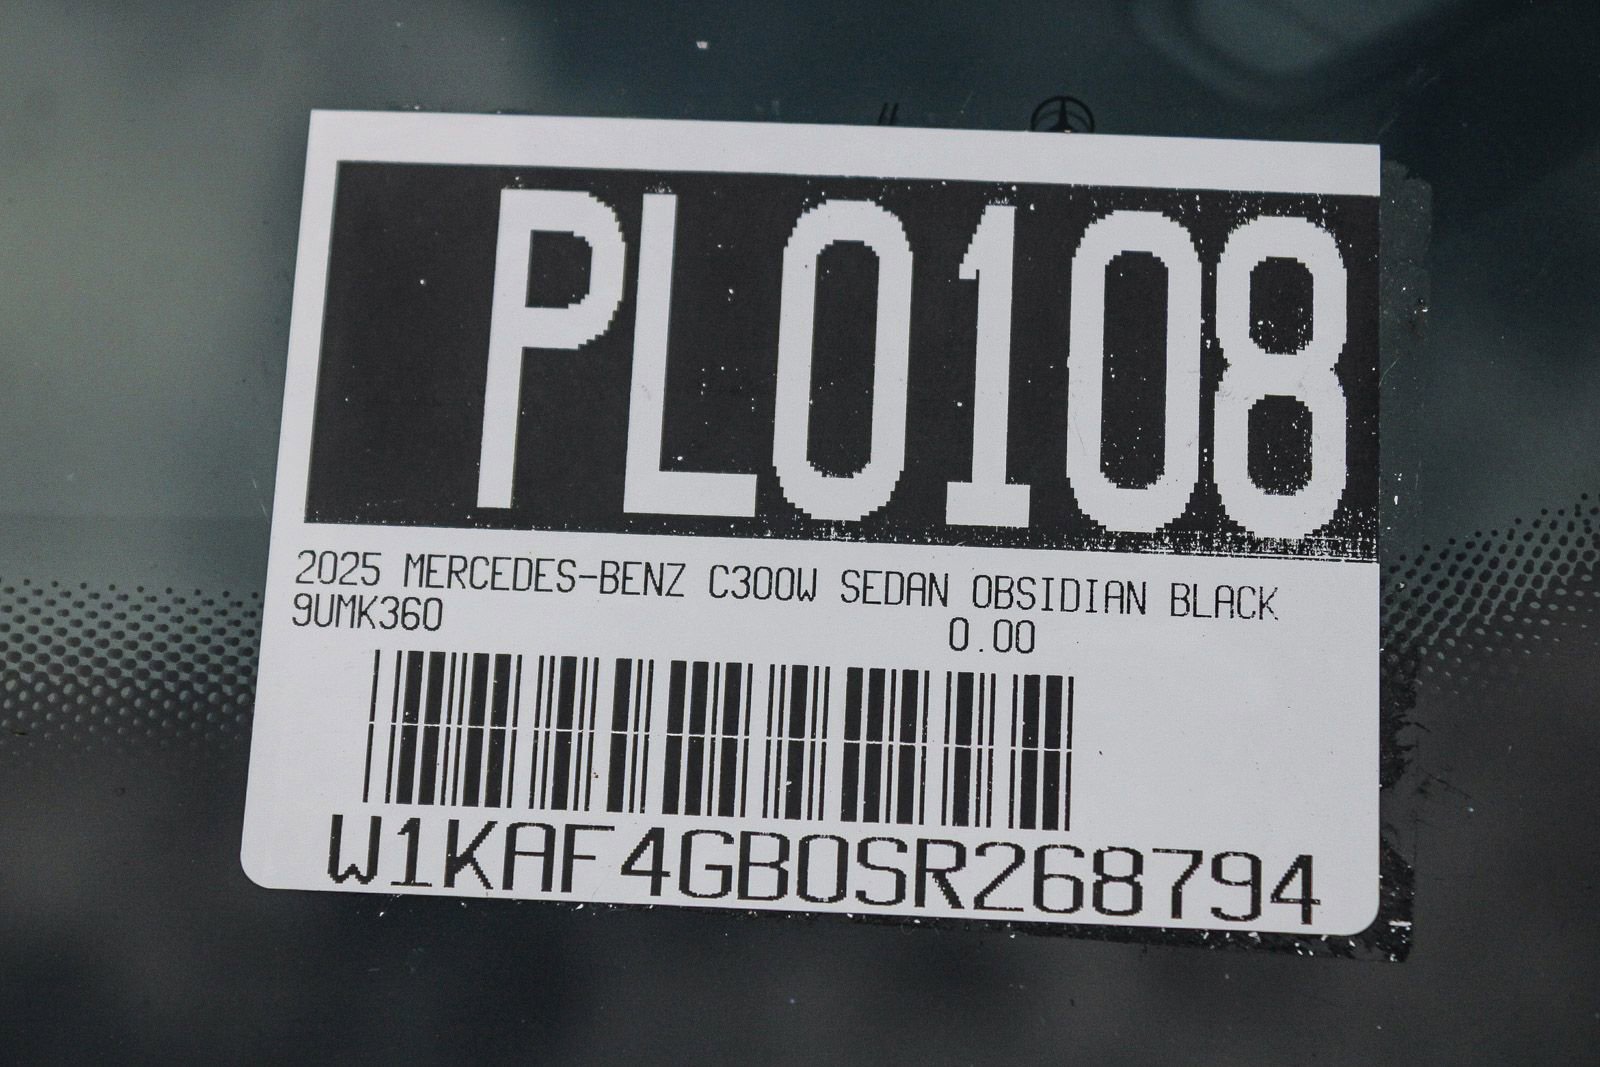 PL0108
2025 MERCEDES-BENZ C300W SEDAN OBSIDIAN BLACK
9UMK360 0.00
W1KAF4GB0SR268794